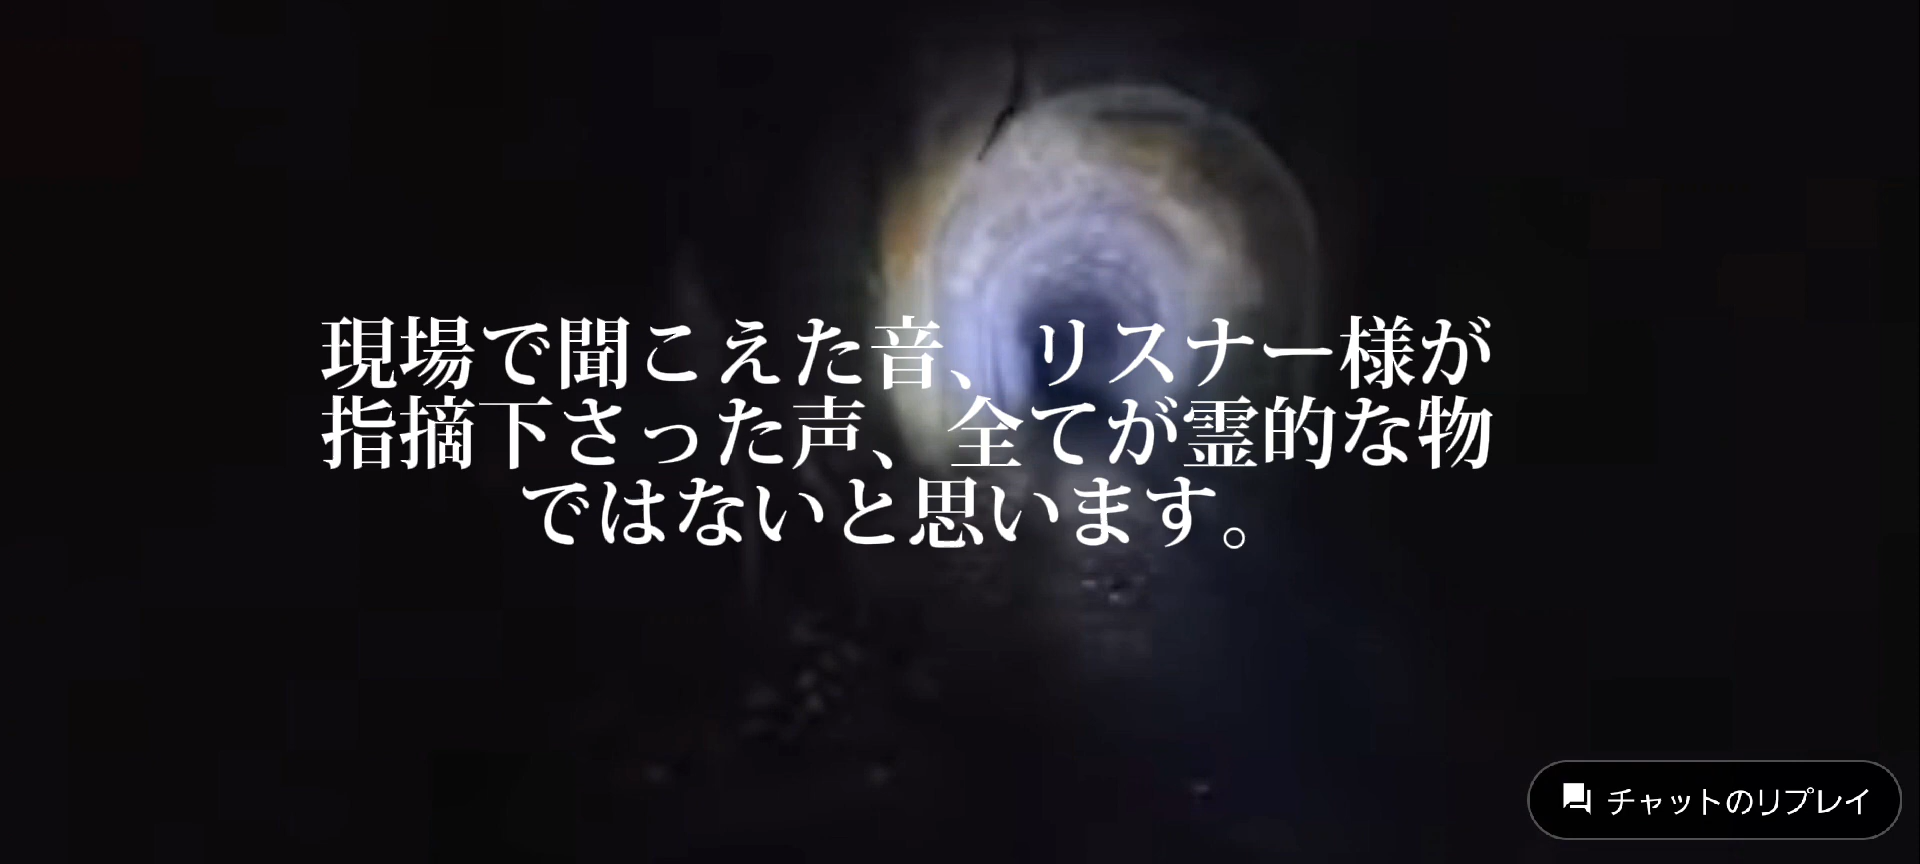 現場で聞こえた音、リスナー様が
指摘下さった声、全てが霊的な物
ではないと思います。
チャットのリプレイ